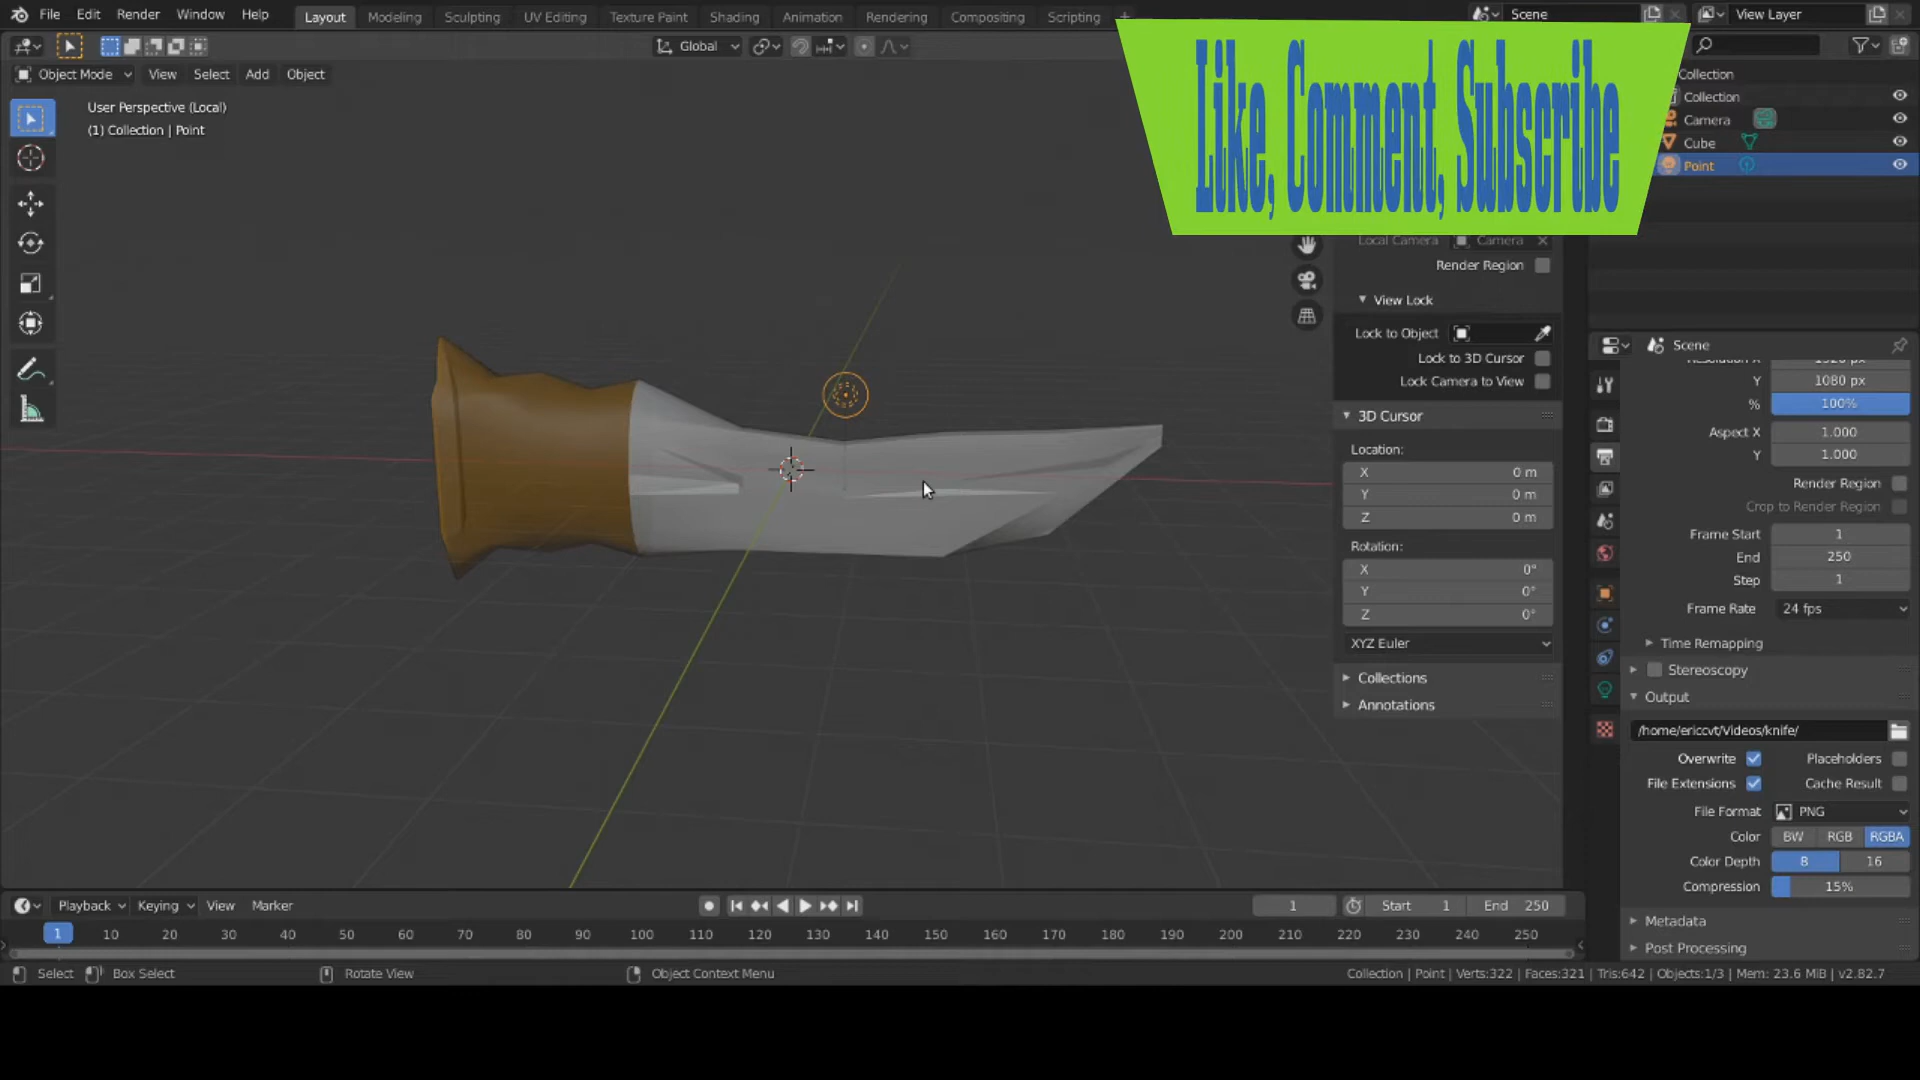 File Edit Render Window Help Layout Modeling Sculpting UV Editing Texture Paint Shading Animation Rendering Compositing Scripting + Scene View Layer
Global
Object Mode View Select Add Object
User Perspective (Local)
(1) Collection | Point
Like, Comment, Subscribe
Collection
Collection
Camera
Cube
Point
Local Camera Camera
Render Region
View Lock
Lock to Object
Lock to 3D Cursor
Lock Camera to View
3D Cursor
Location:
X 0 m
Y 0 m
Z 0 m
Rotation:
X 0°
Y 0°
Z 0°
XYZ Euler
Collections
Annotations
Scene
Y 1080 px
% 100%
Aspect X 1.000
Y 1.000
Render Region
Crop to Render Region
Frame Start 1
End 250
Step 1
Frame Rate 24 fps
Time Remapping
Stereoscopy
Output
/home/ericcvt/Videos/knife/
Overwrite Placeholders
File Extensions Cache Result
File Format PNG
Color BW RGB RGBA
Color Depth 8 16
Compression 15%
Metadata
Post Processing
Playback Keying View Marker 1 Start 1 End 250
1 10 20 30 40 50 60 70 80 90 100 110 120 130 140 150 160 170 180 190 200 210 220 230 240 250
Select Box Select Rotate View Object Context Menu Collection | Point | Verts:322 | Faces:321 | Tris:642 | Objects:1/3 | Mem: 23.6 MiB | v2.82.7